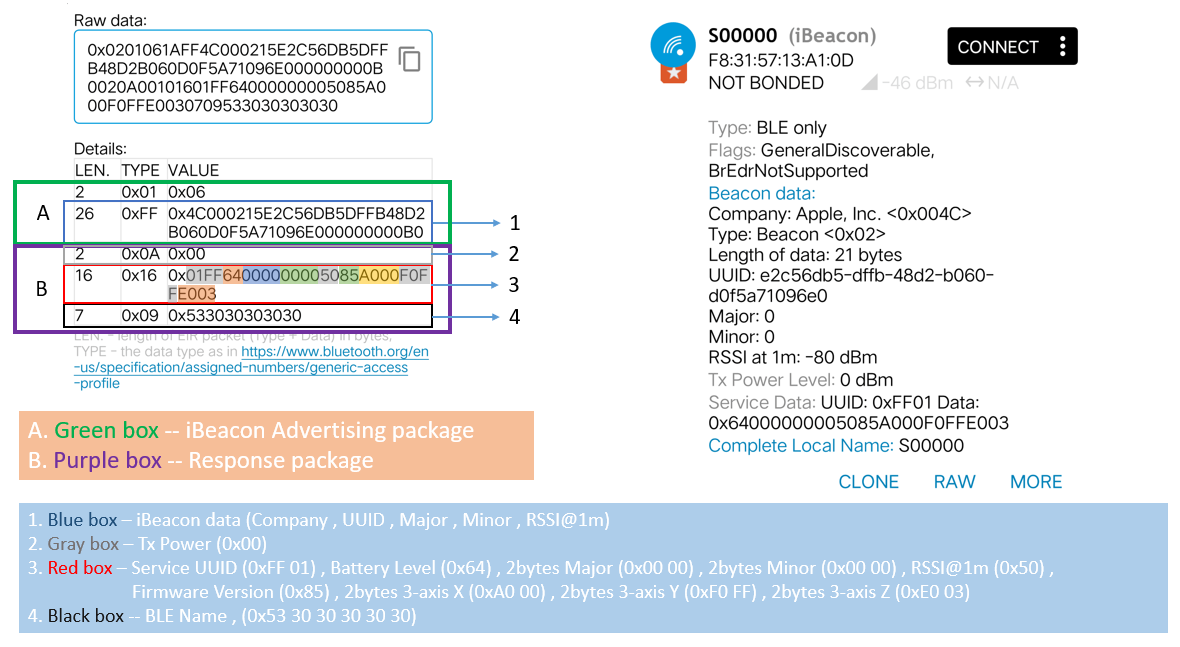 Raw data:
0x0201061AFF4C000215E2C56DB5DFF
B48D2B060D0F5A71096E000000000B
0020A00101601FF64000000005085A0
00F0FFE0030709533030303030
Details:
LEN. TYPE VALUE
2 0x01 0x06
26 0xFF 0x4C000215E2C56DB5DFFB48D2
B060D0F5A71096E000000000B0
2 0x0A 0x00
16 0x16 0x01FF64000000005085A000F0F
FE003
7 0x09 0x533030303030
A
B
1
2
3
4
LEN. - length of EIR packet (Type + Data) in bytes,
TYPE - the data type as in https://www.bluetooth.org/en
-us/specification/assigned-numbers/generic-access
-profile
A. Green box -- iBeacon Advertising package
B. Purple box -- Response package
S00000 (iBeacon)
CONNECT
F8:31:57:13:A1:0D
NOT BONDED -46 dBm N/A
Type: BLE only
Flags: GeneralDiscoverable,
BrEdrNotSupported
Beacon data:
Company: Apple, Inc. <0x004C>
Type: Beacon <0x02>
Length of data: 21 bytes
UUID: e2c56db5-dffb-48d2-b060-
d0f5a71096e0
Major: 0
Minor: 0
RSSI at 1m: -80 dBm
Tx Power Level: 0 dBm
Service Data: UUID: 0xFF01 Data:
0x64000000005085A000F0FFE003
Complete Local Name: S00000
CLONE RAW MORE
1. Blue box – iBeacon data (Company , UUID , Major , Minor , RSSI@1m)
2. Gray box – Tx Power (0x00)
3. Red box – Service UUID (0xFF 01) , Battery Level (0x64) , 2bytes Major (0x00 00) , 2bytes Minor (0x00 00) , RSSI@1m (0x50) ,
Firmware Version (0x85) , 2bytes 3-axis X (0xA0 00) , 2bytes 3-axis Y (0xF0 FF) , 2bytes 3-axis Z (0xE0 03)
4. Black box -- BLE Name , (0x53 30 30 30 30 30)